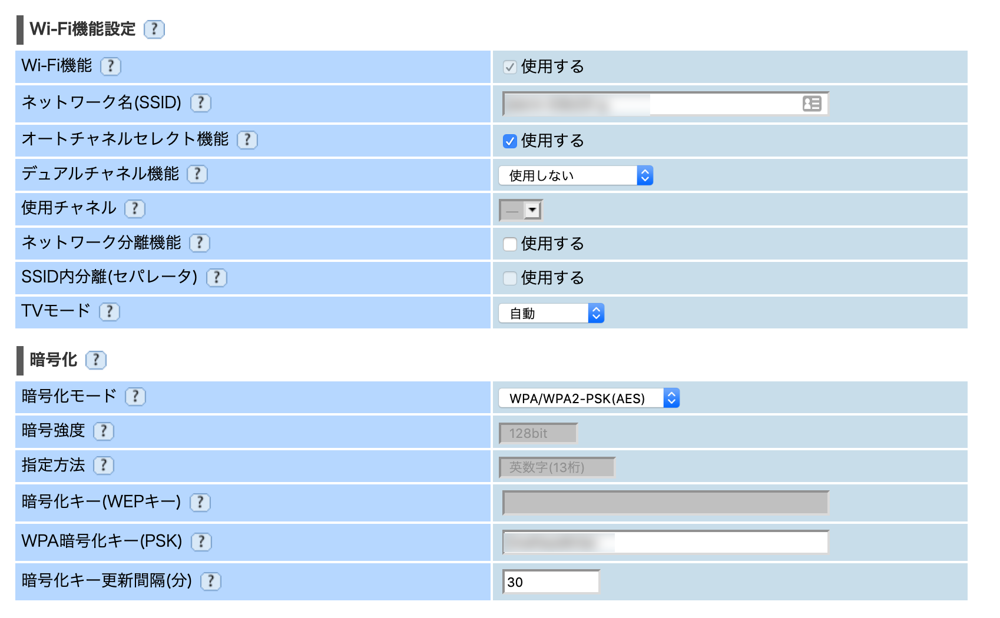 Wi-Fi機能設定 ?
Wi-Fi機能 ? 使用する
ネットワーク名(SSID) ?
オートチャネルセレクト機能 ? 使用する
デュアルチャネル機能 ? 使用しない
使用チャネル ? —
ネットワーク分離機能 ? 使用する
SSID内分離(セパレータ) ? 使用する
TVモード ? 自動
暗号化 ?
暗号化モード ? WPA/WPA2-PSK(AES)
暗号強度 ? 128bit
指定方法 ? 英数字(13桁)
暗号化キー(WEPキー) ?
WPA暗号化キー(PSK) ?
暗号化キー更新間隔(分) ? 30